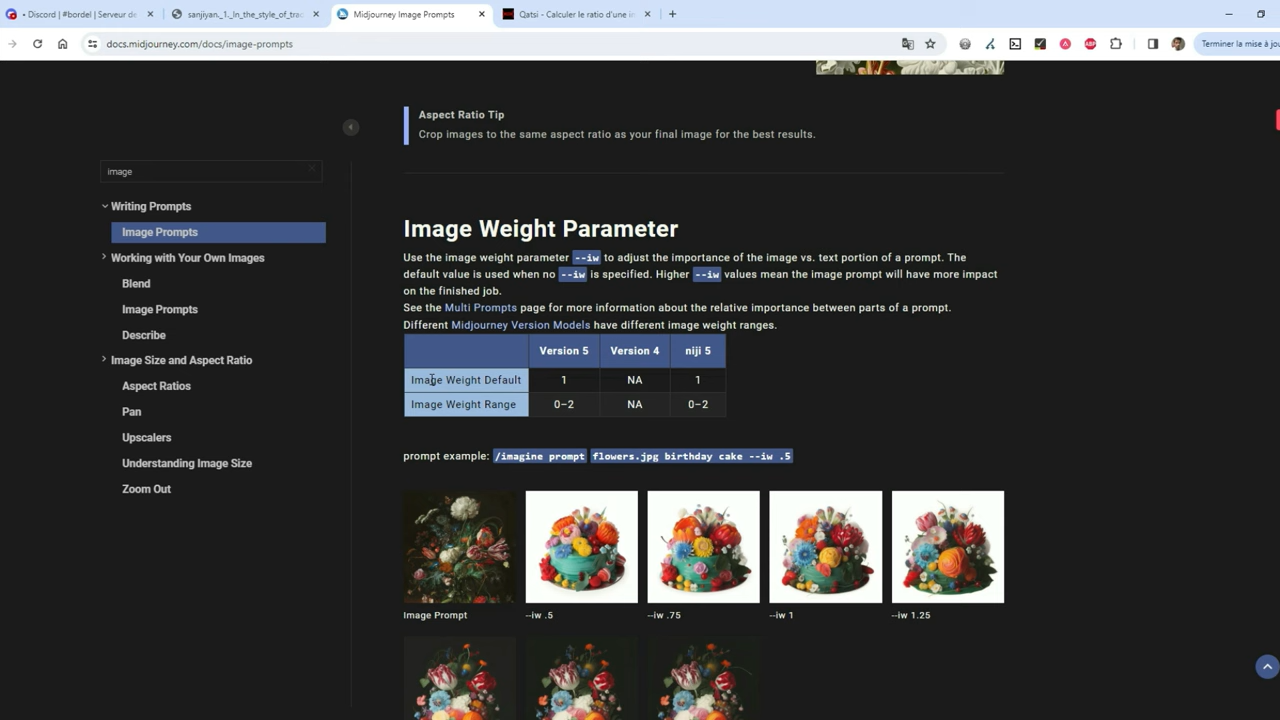 • Discord | #bordel | Serveur de
sanjiyan._1._In_the_style_of_trad
Midjourney Image Prompts
Qatsi - Calculer le ratio d'une im
docs.midjourney.com/docs/image-prompts
ABP
Terminer la mise à jou
Aspect Ratio Tip
Crop images to the same aspect ratio as your final image for the best results.
image
Writing Prompts
Image Prompts
Working with Your Own Images
Blend
Image Prompts
Describe
Image Size and Aspect Ratio
Aspect Ratios
Pan
Upscalers
Understanding Image Size
Zoom Out
Image Weight Parameter
Use the image weight parameter --iw to adjust the importance of the image vs. text portion of a prompt. The
default value is used when no --iw is specified. Higher --iw values mean the image prompt will have more impact
on the finished job.
See the Multi Prompts page for more information about the relative importance between parts of a prompt.
Different Midjourney Version Models have different image weight ranges.
Version 5 Version 4 niji 5
Image Weight Default 1 NA 1
Image Weight Range 0–2 NA 0–2
prompt example: /imagine prompt flowers.jpg birthday cake --iw .5
Image Prompt --iw .5 --iw .75 --iw 1 --iw 1.25